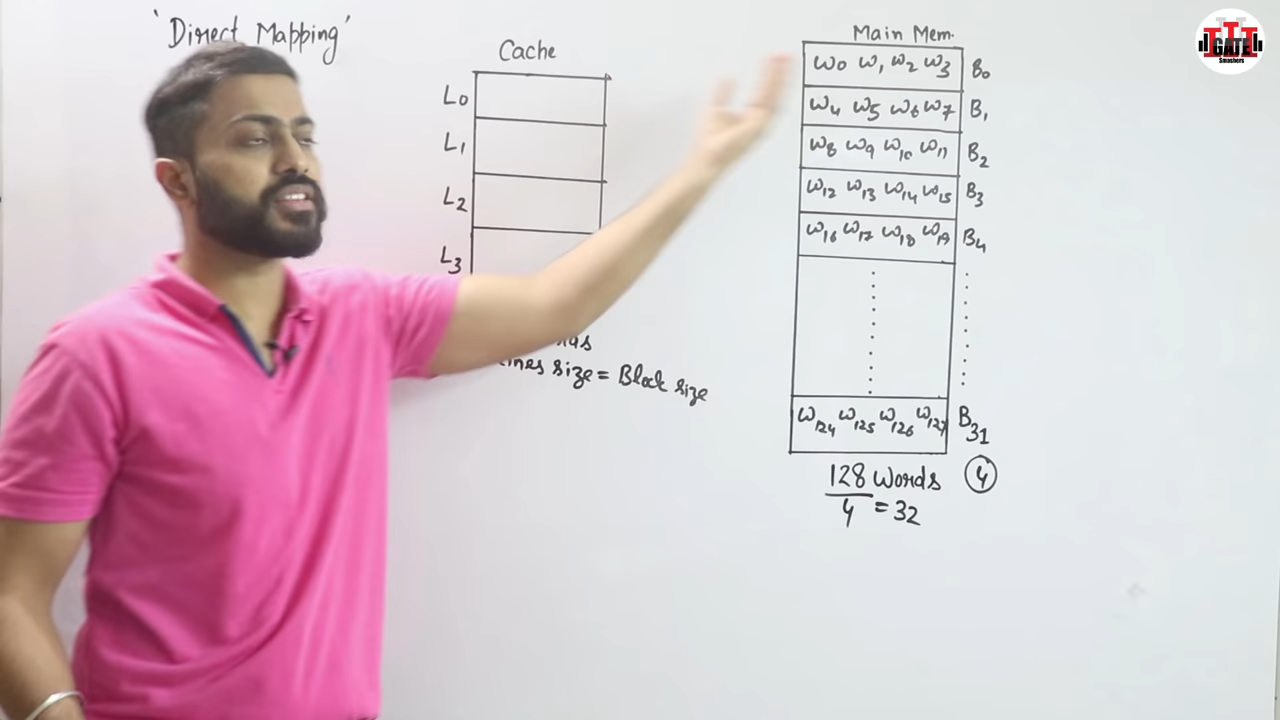 'Direct Mapping'
Cache
L0
L1
L2
L3
size = Block size
Main Mem.
W0 W1 W2 W3 B0
W4 W5 W6 W7 B1
W8 W9 W10 W11 B2
W12 W13 W14 W15 B3
W16 W17 W18 W19 B4
W124 W125 W126 W127 B31
128 words 4
4 = 32
GATE
Smashers